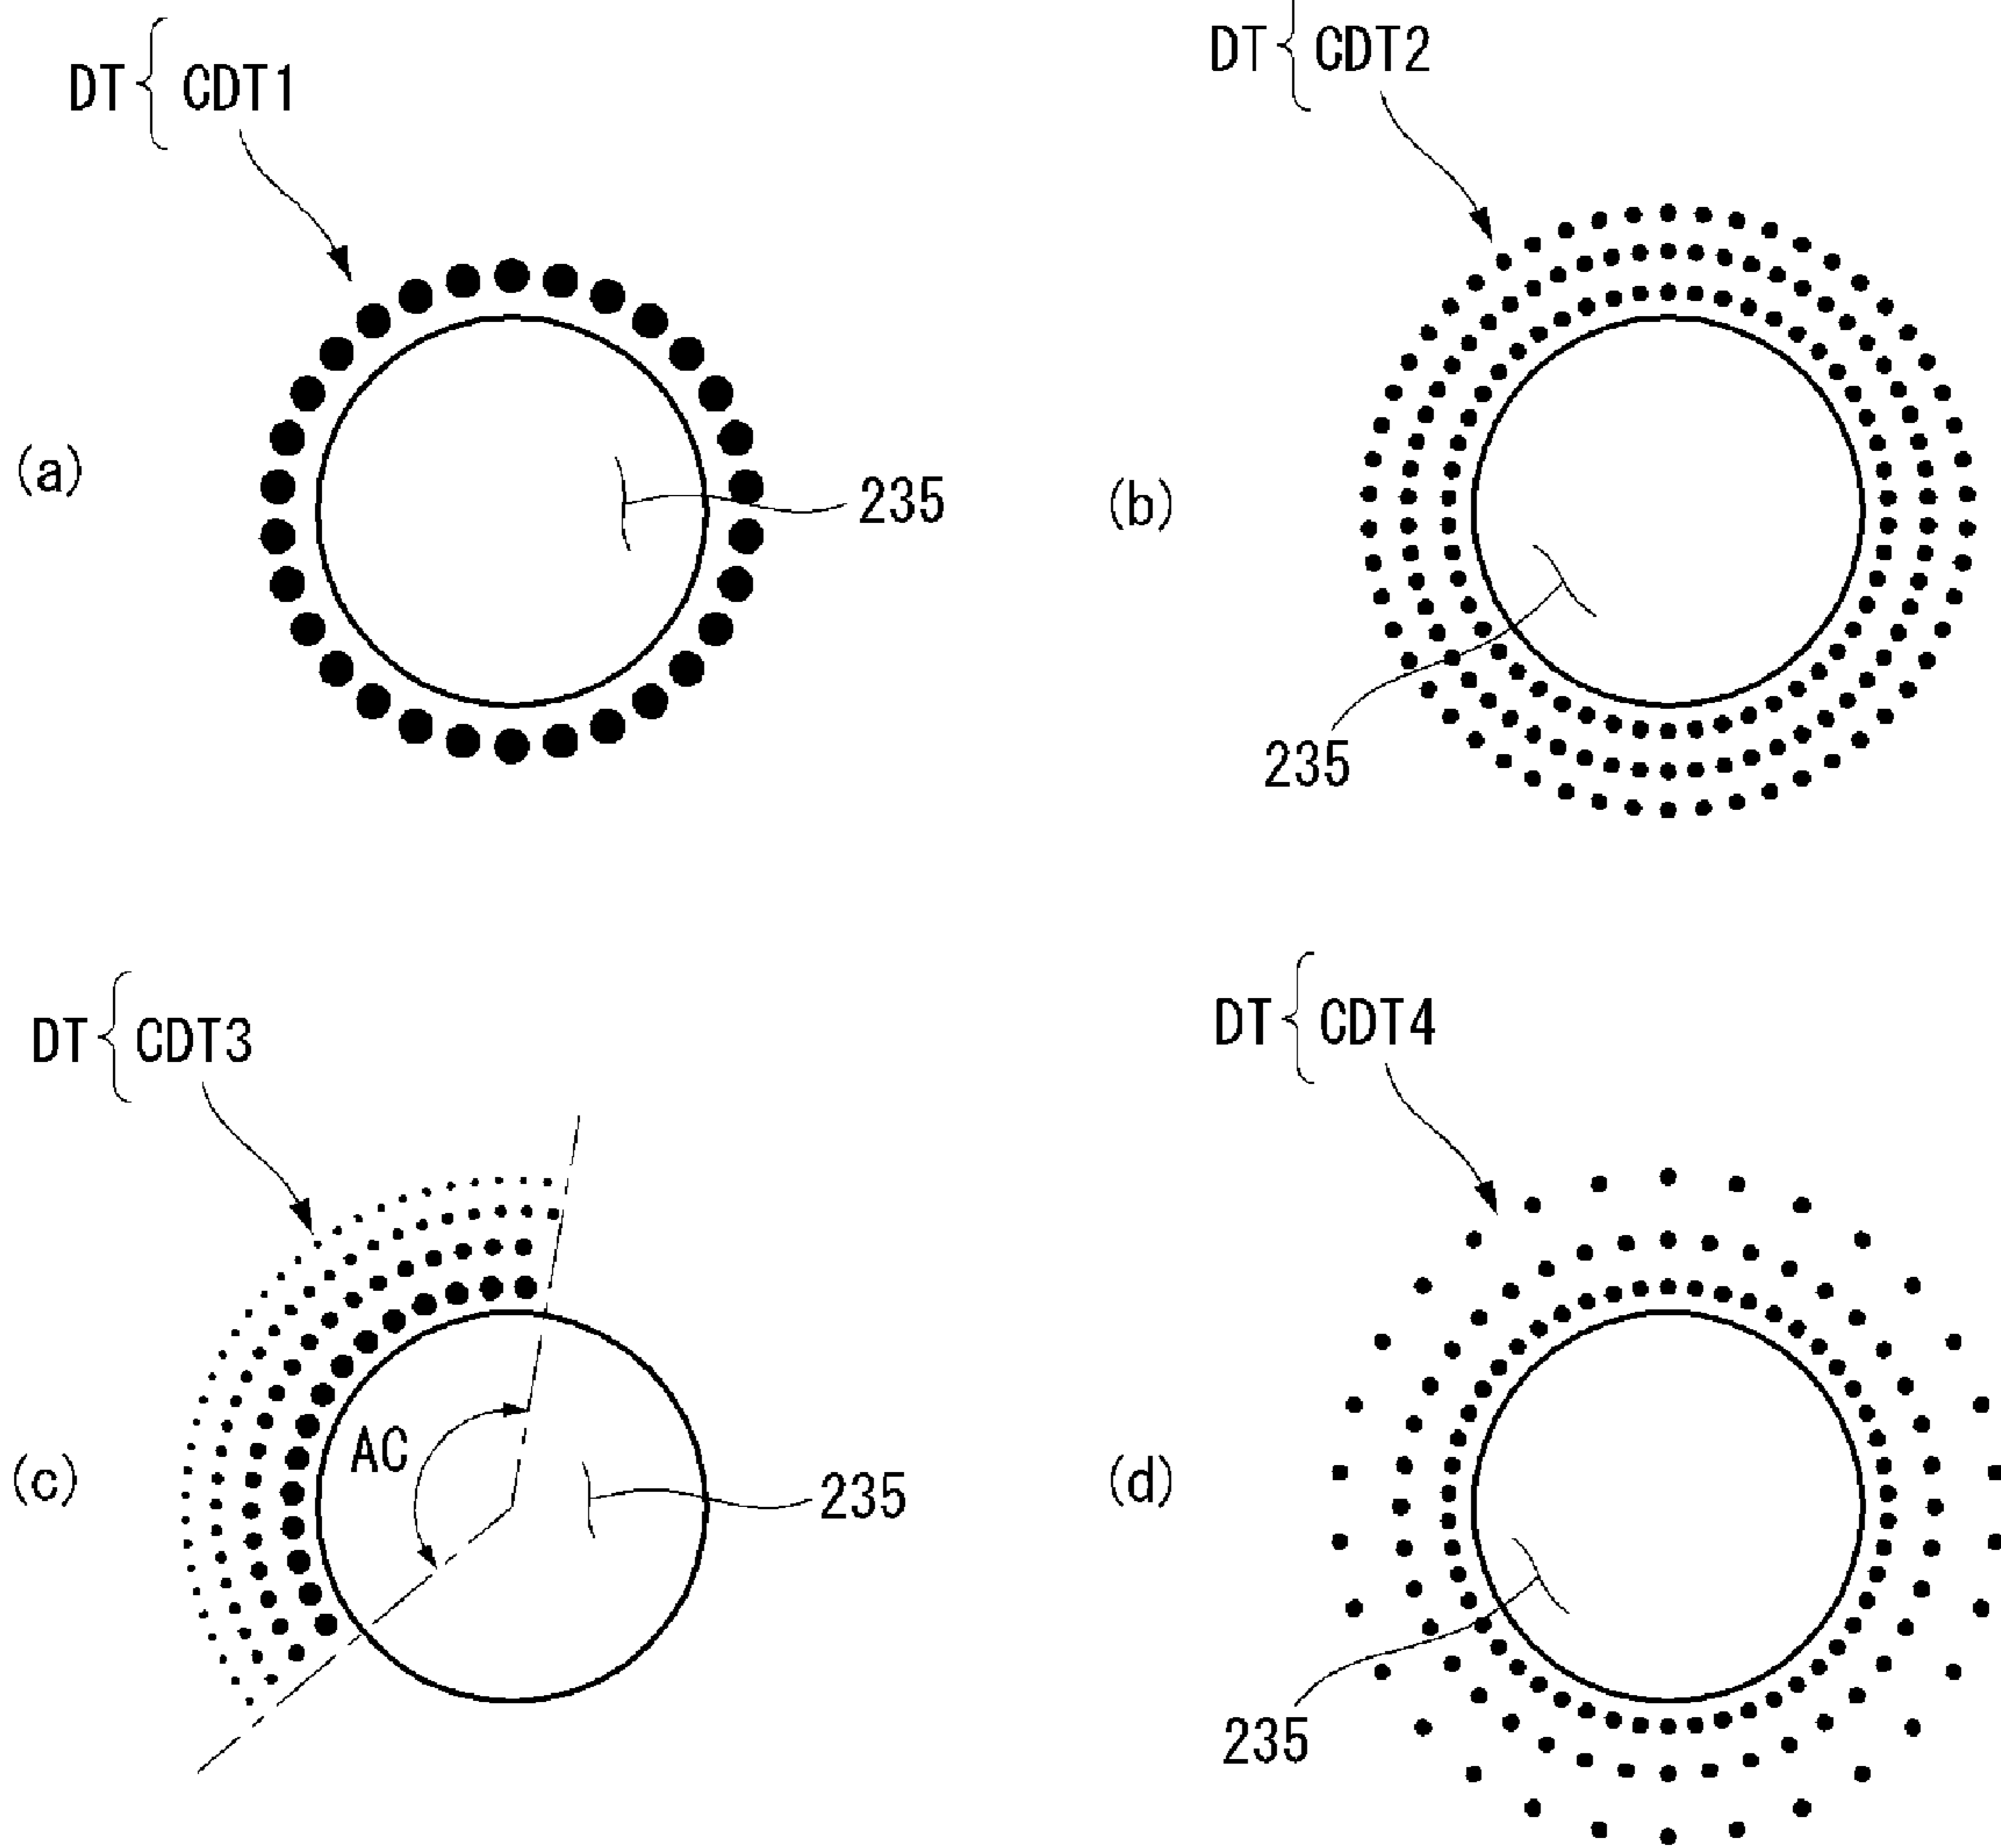 DT { CDT1
DT { CDT2
(a)
235
(b)
235
DT { CDT3
DT { CDT4
(c)
AC
235
(d)
235